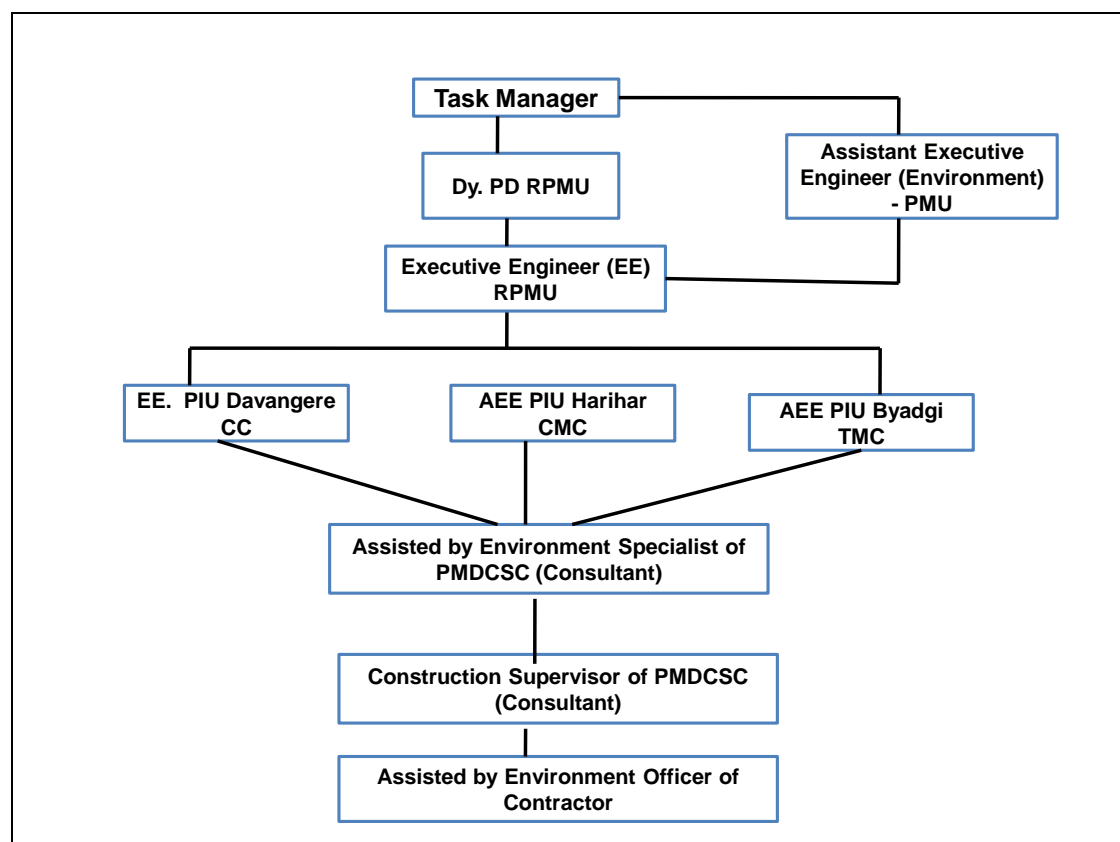 Task Manager
Assistant Executive
Engineer (Environment)
- PMU
Dy. PD RPMU
Executive Engineer (EE)
RPMU
EE.  PIU Davangere
CC
AEE PIU Harihar
CMC
AEE PIU Byadgi
TMC
Assisted by Environment Specialist of
PMDCSC (Consultant)
Construction Supervisor of PMDCSC
(Consultant)
Assisted by Environment Officer of
Contractor